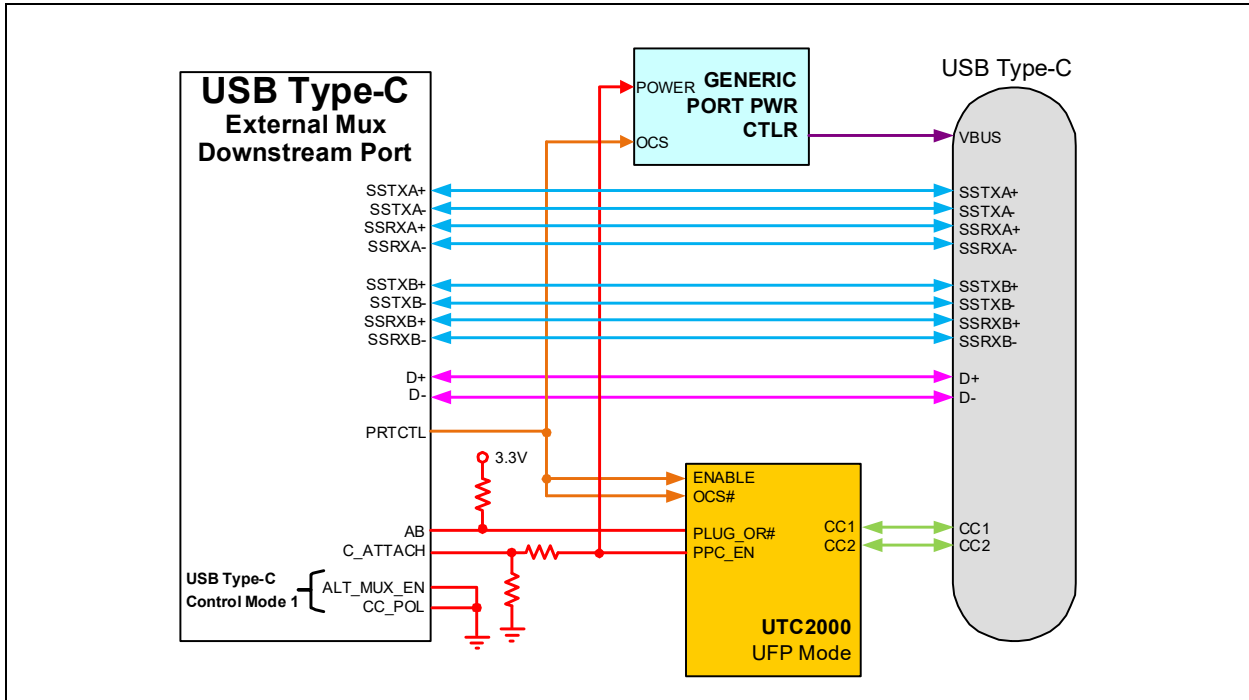 USB Type-C
External Mux
Downstream Port
SSTXA+
SSTXA-
SSRXA+
SSRXA-
SSTXB+
SSTXB-
SSRXB+
SSRXB-
D+
D-
PRTCTL
AB
C_ATTACH
ALT_MUX_EN
CC_POL
USB Type-C
Control Mode 1
3.3V
POWER
GENERIC
PORT PWR
CTLR
OCS
ENABLE
OCS#
PLUG_OR#
PPC_EN
CC1
CC2
UTC2000
UFP Mode
USB Type-C
VBUS
SSTXA+
SSTXA-
SSRXA+
SSRXA-
SSTXB+
SSTXB-
SSRXB+
SSRXB-
D+
D-
CC1
CC2